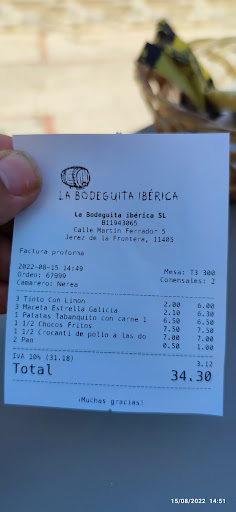 LA BODEGUITA IBÉRICA
La Bodeguita ibérica SL
B11943065
Calle Martín Ferrador 5
Jerez de la Frontera, 11405
Factura proforma
2022-08-15 14:49 Mesa: T3 300
Orden: 67999 Comensales: 2
Camarero: Nerea
3 Tinto Con Limon 2.00 6.00
3 Maceta Estrella Galicia 2.10 6.30
1 Patatas Tabanquito con carne 1 6.50 6.50
1 1/2 Chocos Fritos 7.50 7.50
1 1/2 Crocanti de pollo a las do 7.00 7.00
2 Pan 0.50 1.00
IVA 10% (31.18) 3.12
Total 34.30
¡Muchas gracias!
15/08/2022 14:51